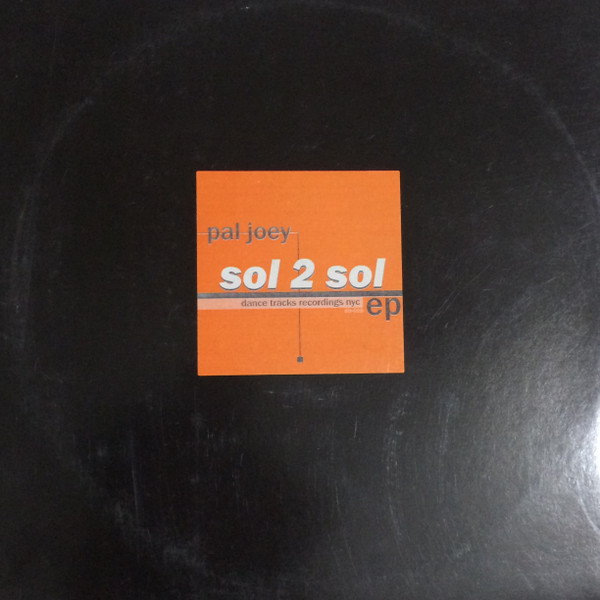 pal joey
sol 2 sol
dance tracks recordings nyc
ep